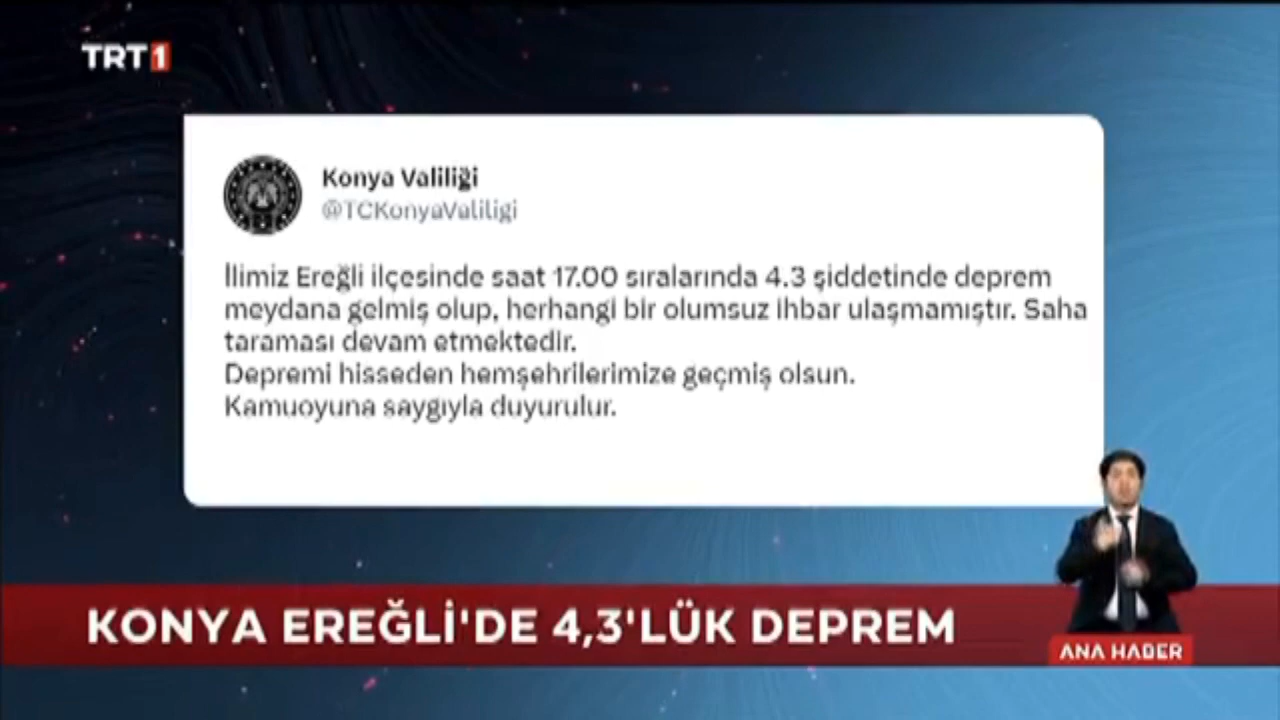 TRT1
Konya Valiliği
@TCKonyaValiligi
İlimiz Ereğli ilçesinde saat 17.00 sıralarında 4.3 şiddetinde deprem
meydana gelmiş olup, herhangi bir olumsuz ihbar ulaşmamıştır. Saha
taraması devam etmektedir.
Depremi hisseden hemşehrilerimize geçmiş olsun.
Kamuoyuna saygıyla duyurulur.
KONYA EREĞLİ'DE 4,3'LÜK DEPREM
ANA HABER